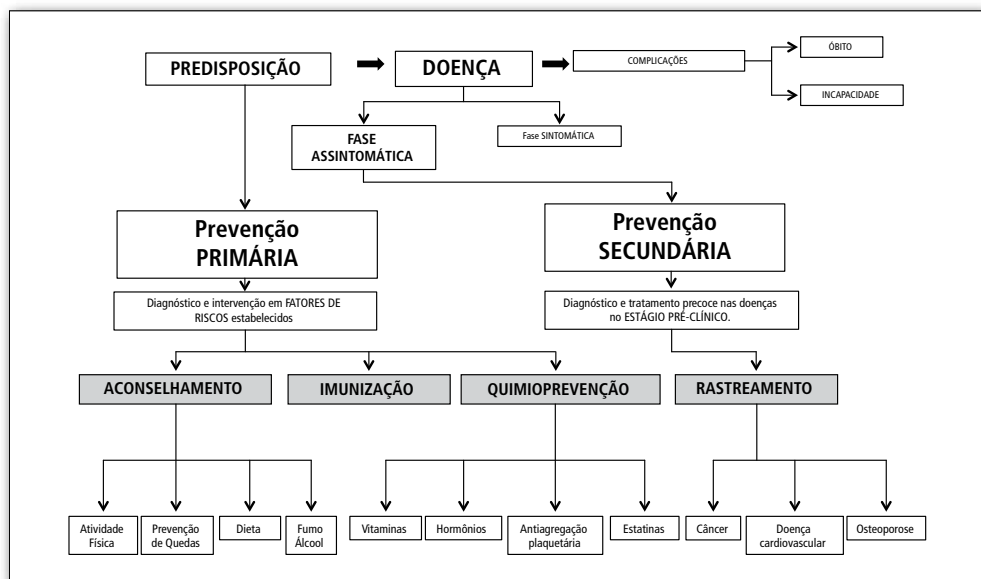 PREDISPOSIÇÃO
DOENÇA
COMPLICAÇÕES
ÓBITO
INCAPACIDADE
FASE
ASSINTOMÁTICA
Fase SINTOMÁTICA
Prevenção
PRIMÁRIA
Prevenção
SECUNDÁRIA
Diagnóstico e intervenção em FATORES DE
RISCOS estabelecidos
Diagnóstico e tratamento precoce nas doenças
no ESTÁGIO PRÉ-CLÍNICO.
ACONSELHAMENTO
IMUNIZAÇÃO
QUIMIOPREVENÇÃO
RASTREAMENTO
Atividade
Física
Prevenção
de Quedas
Dieta
Fumo
Álcool
Vitaminas
Hormônios
Antiagregação
plaquetária
Estatinas
Câncer
Doença
cardiovascular
Osteoporose